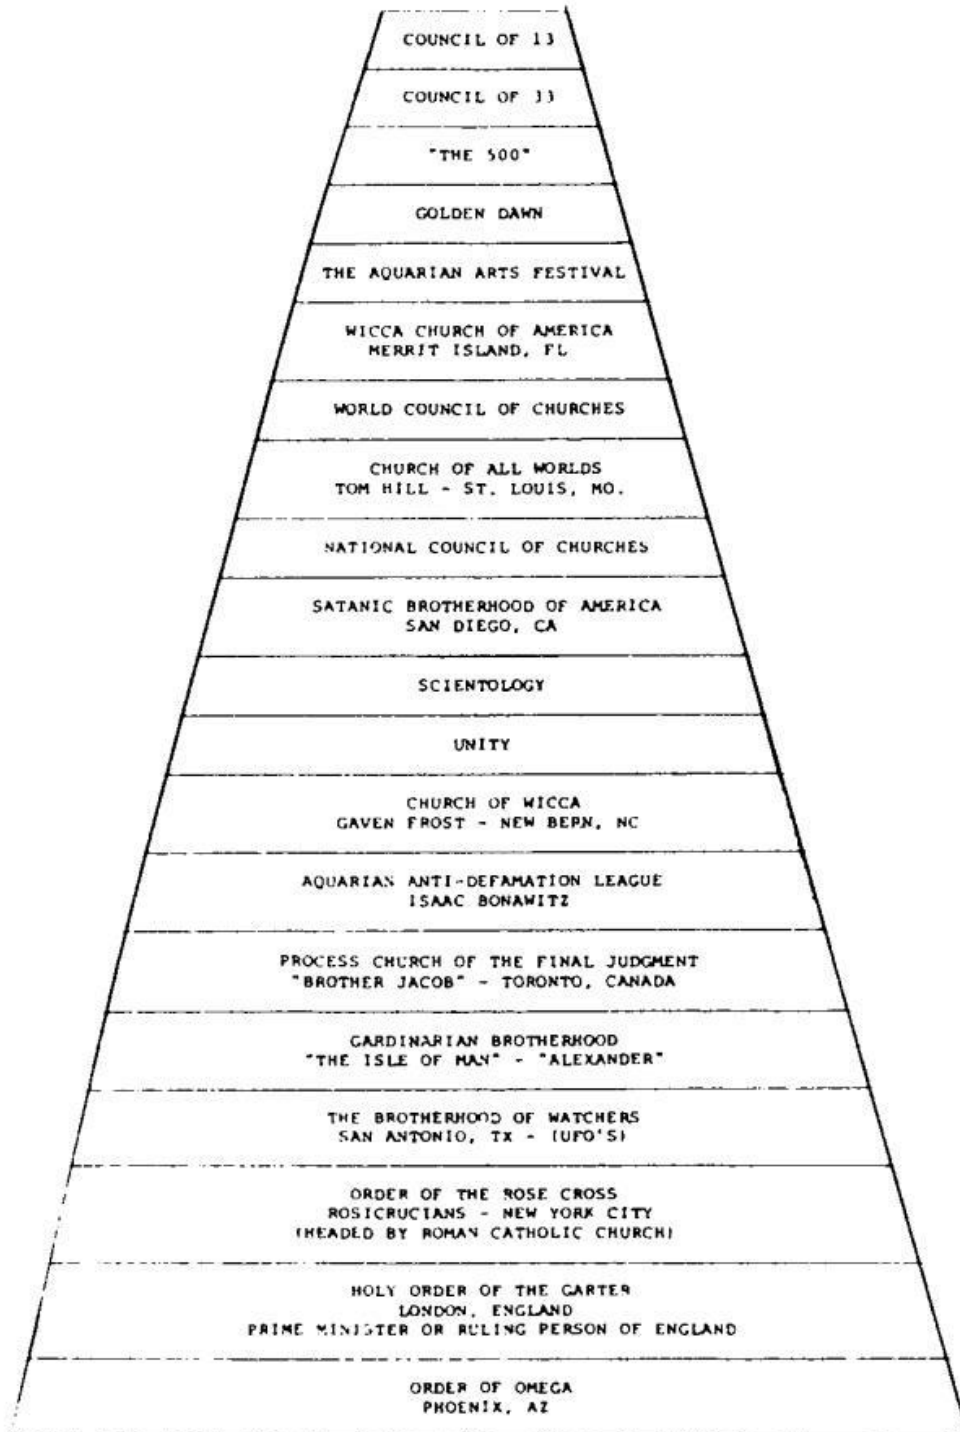 COUNCIL OF 13
COUNCIL OF 33
"THE 500"
GOLDEN DAWN
THE AQUARIAN ARTS FESTIVAL
WICCA CHURCH OF AMERICA
MERRIT ISLAND, FL
WORLD COUNCIL OF CHURCHES
CHURCH OF ALL WORLDS
TOM HILL - ST. LOUIS, MO.
NATIONAL COUNCIL OF CHURCHES
SATANIC BROTHERHOOD OF AMERICA
SAN DIEGO, CA
SCIENTOLOGY
UNITY
CHURCH OF WICCA
GAVEN FROST - NEW BERN, NC
AQUARIAN ANTI-DEFAMATION LEAGUE
ISAAC BONAWITZ
PROCESS CHURCH OF THE FINAL JUDGMENT
"BROTHER JACOB" - TORONTO, CANADA
GARDINARIAN BROTHERHOOD
"THE ISLE OF MAN" - "ALEXANDER"
THE BROTHERHOOD OF WATCHERS
SAN ANTONIO, TX - (UFO'S)
ORDER OF THE ROSE CROSS
ROSICRUCIANS - NEW YORK CITY
(HEADED BY ROMAN CATHOLIC CHURCH)
HOLY ORDER OF THE GARTER
LONDON, ENGLAND
PRIME MINISTER OR RULING PERSON OF ENGLAND
ORDER OF OMEGA
PHOENIX, AZ